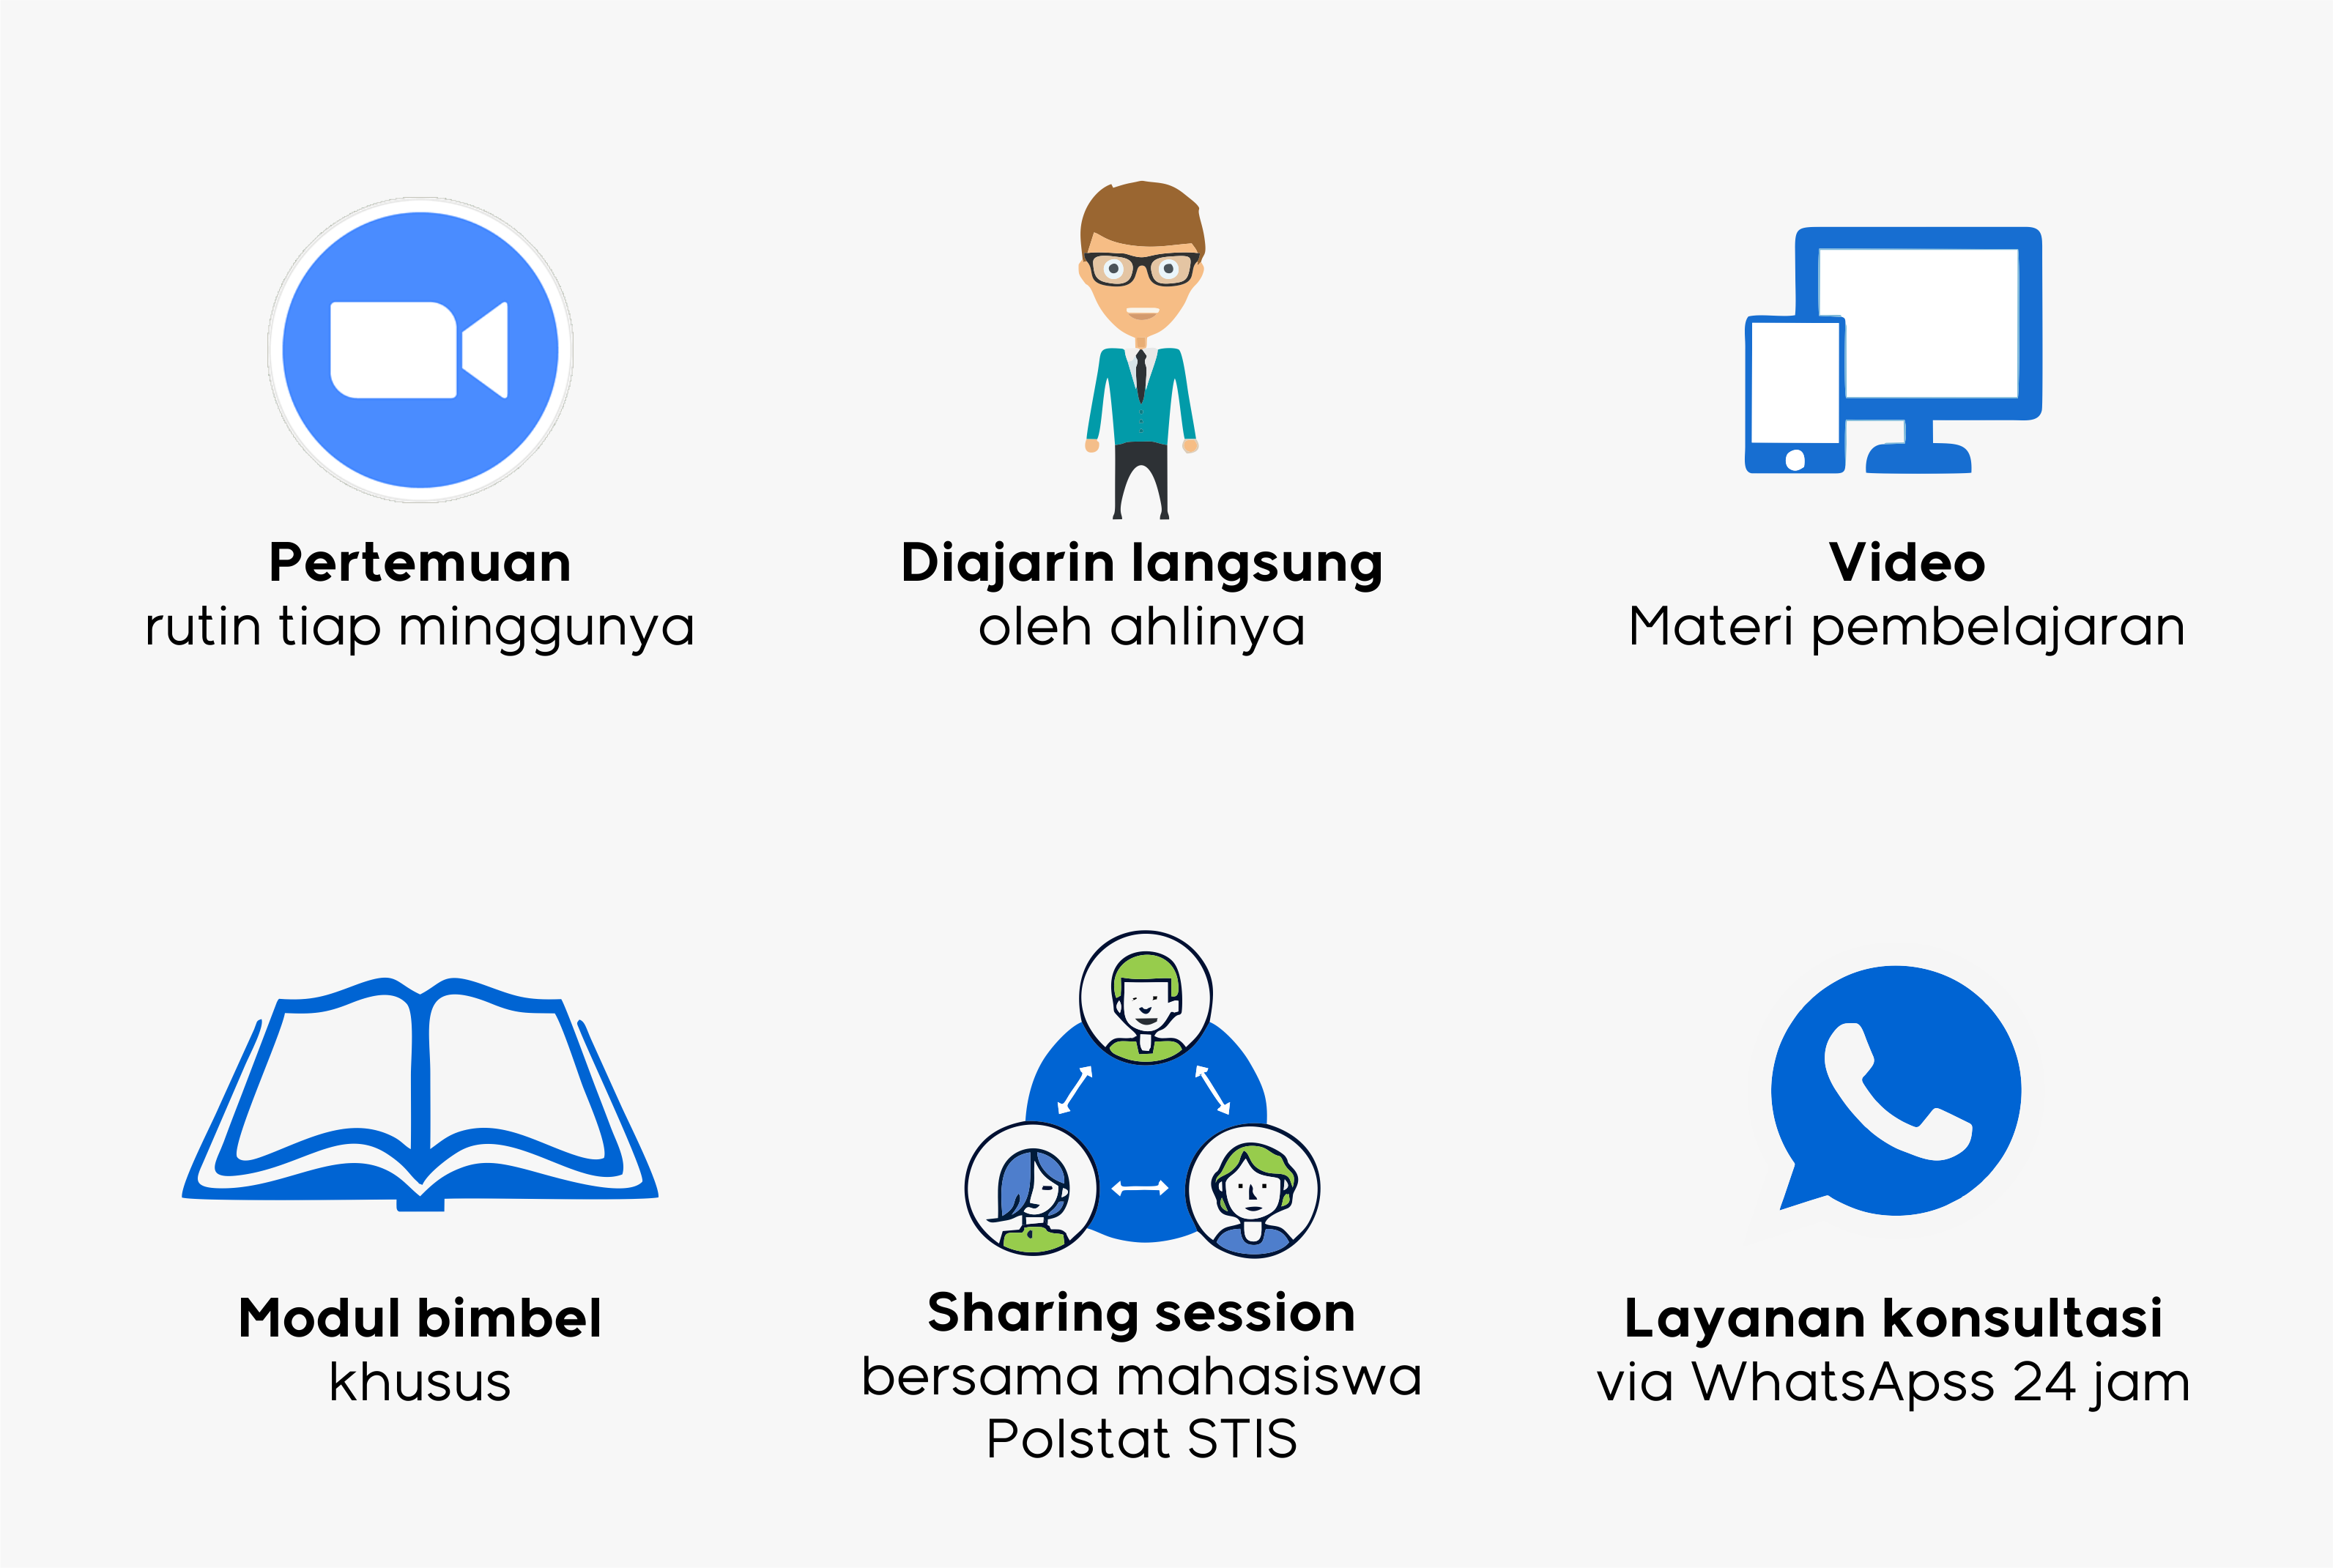 Pertemuan
rutin tiap minggunya
Diajarin langsung
oleh ahlinya
Video
Materi pembelajaran
Modul bimbel
khusus
Sharing session
bersama mahasiswa
Polstat STIS
Layanan konsultasi
via WhatsApss 24 jam